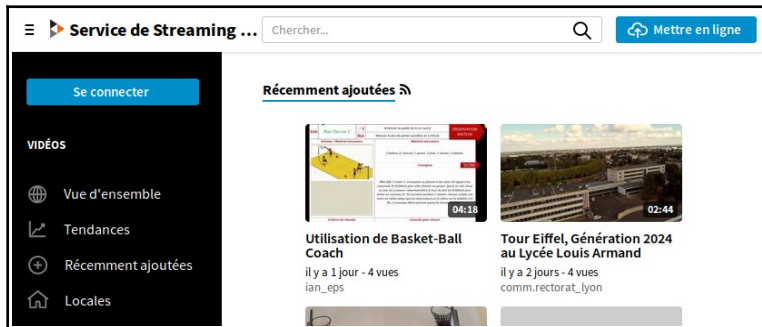 Service de Streaming ...
Chercher...
Mettre en ligne
Se connecter
VIDÉOS
Vue d'ensemble
Tendances
Récemment ajoutées
Locales
Récemment ajoutées
04:18
Utilisation de Basket-Ball
Coach
il y a 1 jour - 4 vues
ian_eps
02:44
Tour Eiffel, Génération 2024
au Lycée Louis Armand
il y a 2 jours - 4 vues
comm.rectorat_lyon